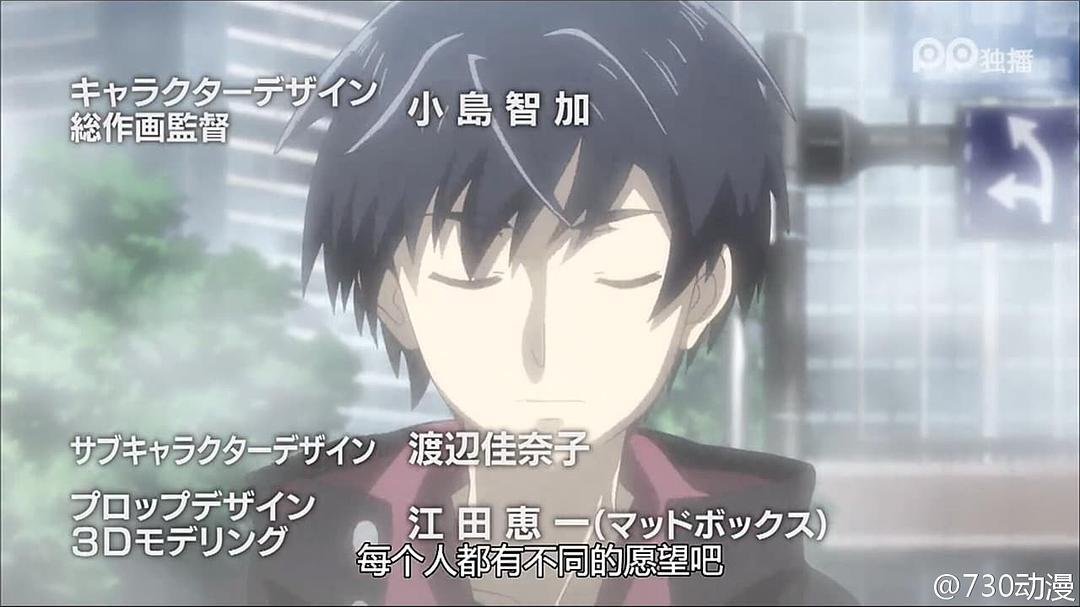 PP独播
キャラクターデザイン
総作画監督
小島智加
サブキャラクターデザイン 渡辺佳奈子
プロップデザイン
3Dモデリング
江田恵一(マッドボックス)
每个人都有不同的愿望吧
@730动漫